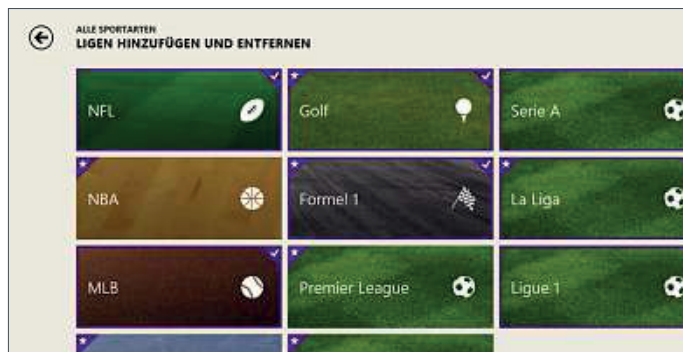 ALLE SPORTARTEN
LIGEN HINZUFÜGEN UND ENTFERNEN
NFL
Golf
Serie A
NBA
Formel 1
La Liga
MLB
Premier League
Ligue 1